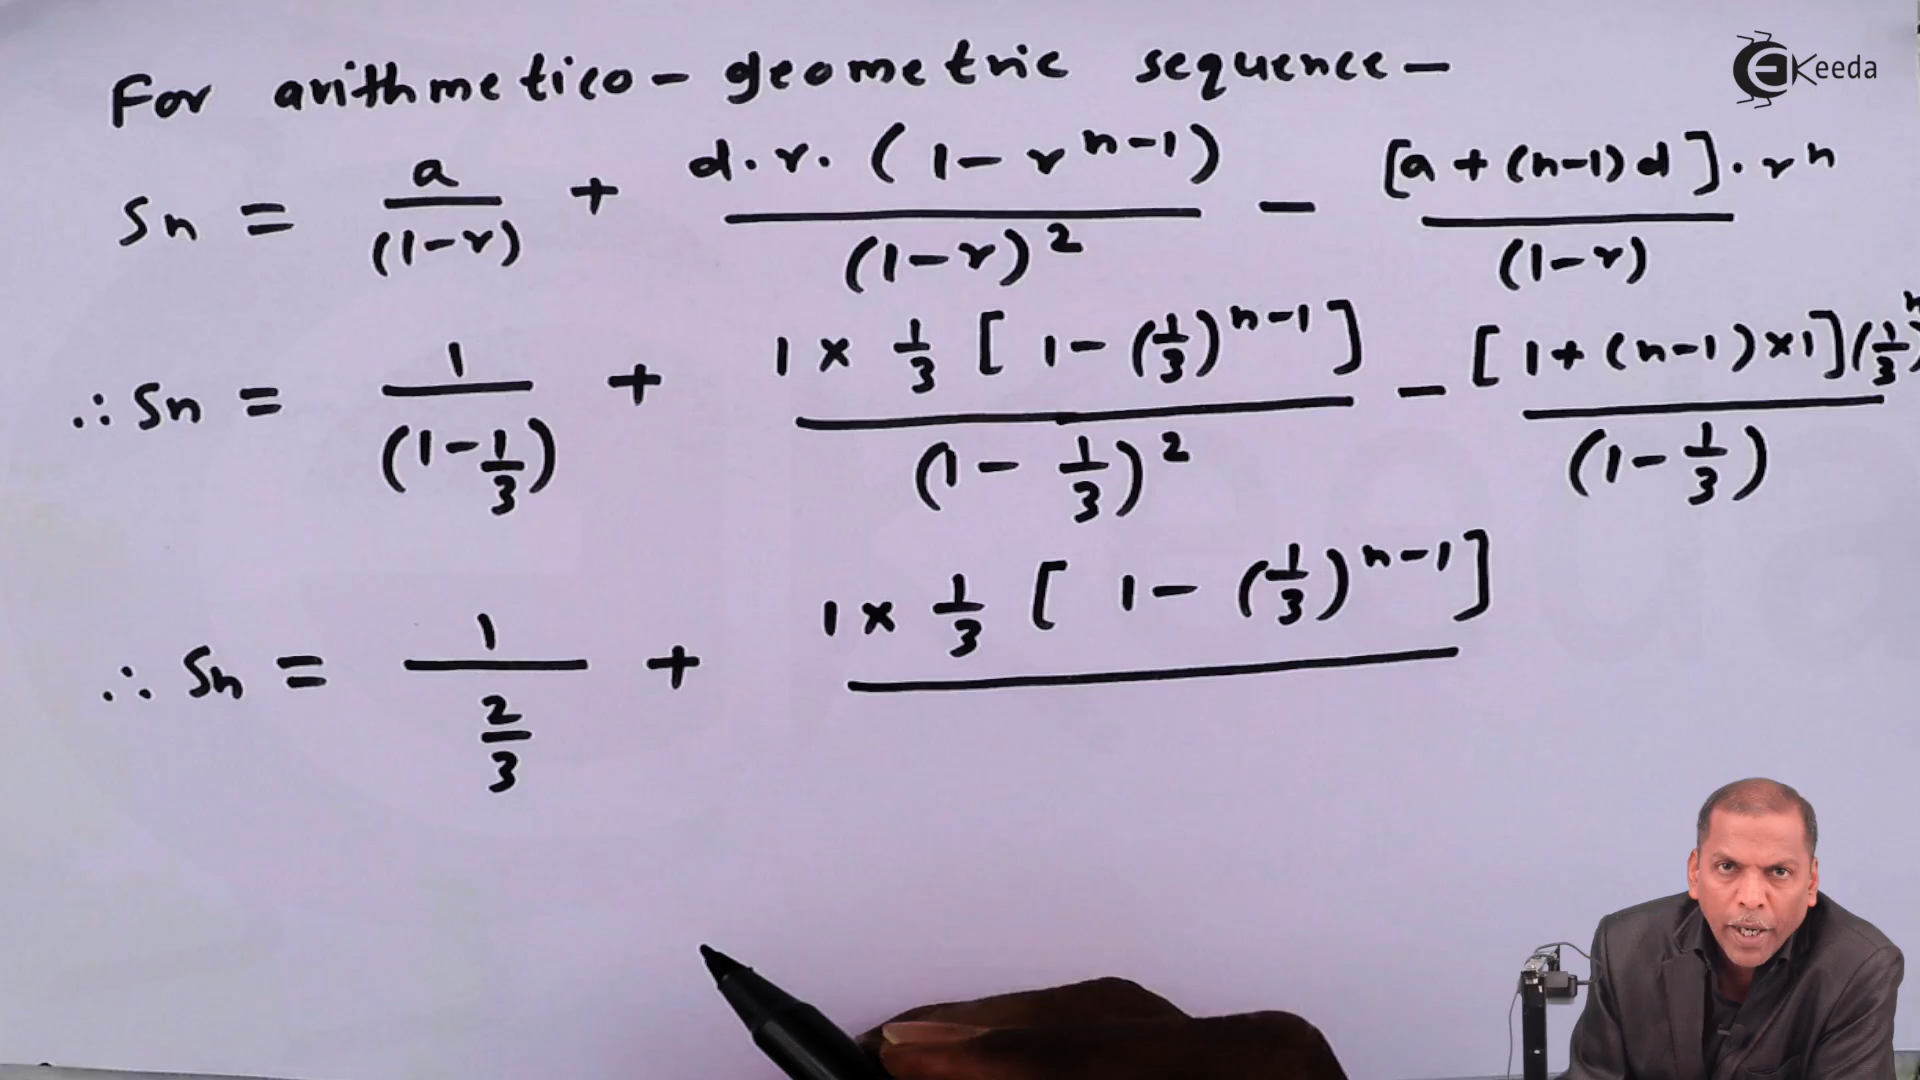 EKeeda
For arithmetico-geometric sequence-
Sn = a/(1-r) + d.r.(1-r^n-1)/(1-r)^2 - [a+(n-1)d].r^n/(1-r)
∴ Sn = 1/(1-1/3) + 1×1/3[1-(1/3)^n-1]/(1-1/3)^2 - [1+(n-1)×1](1/3)^n/(1-1/3)
∴ Sn = 1/(2/3) + 1×1/3[1-(1/3)^n-1]